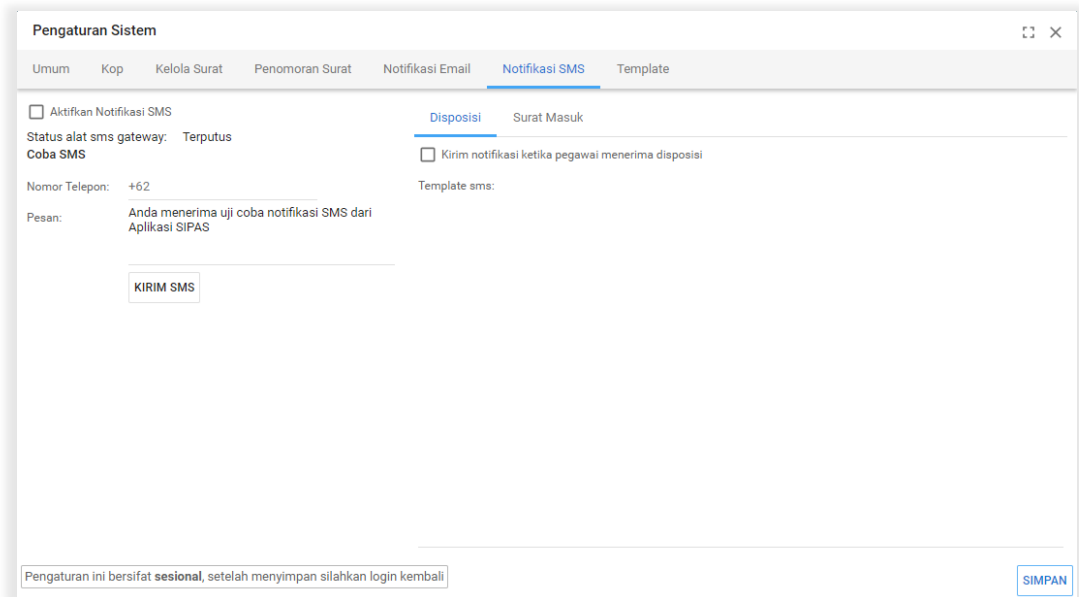 Pengaturan Sistem
Umum Kop Kelola Surat Penomoran Surat Notifikasi Email Notifikasi SMS Template
Aktifkan Notifikasi SMS
Status alat sms gateway: Terputus
Coba SMS
Nomor Telepon: +62
Pesan: Anda menerima uji coba notifikasi SMS dari
Aplikasi SIPAS
KIRIM SMS
Disposisi Surat Masuk
Kirim notifikasi ketika pegawai menerima disposisi
Template sms:
Pengaturan ini bersifat sesional, setelah menyimpan silahkan login kembali
SIMPAN